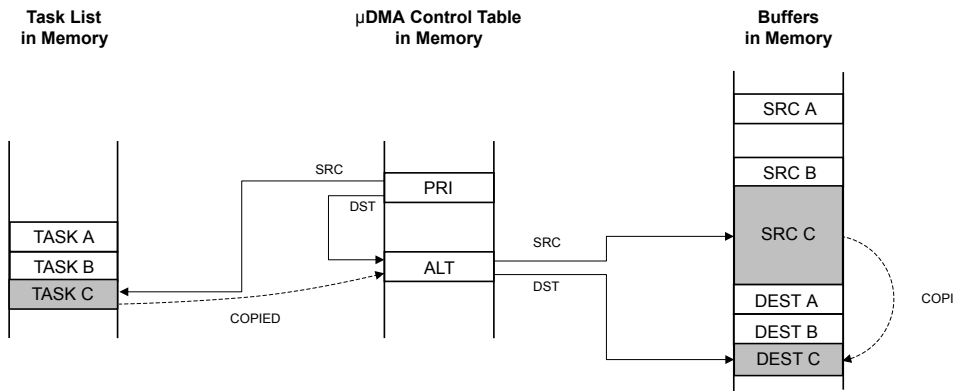 Task List
in Memory
µDMA Control Table
in Memory
Buffers
in Memory
SRC A
SRC B
SRC
PRI
DST
SRC C
TASK A
TASK B
TASK C
ALT
SRC
DST
COPIED
DEST A
DEST B
DEST C
COPI